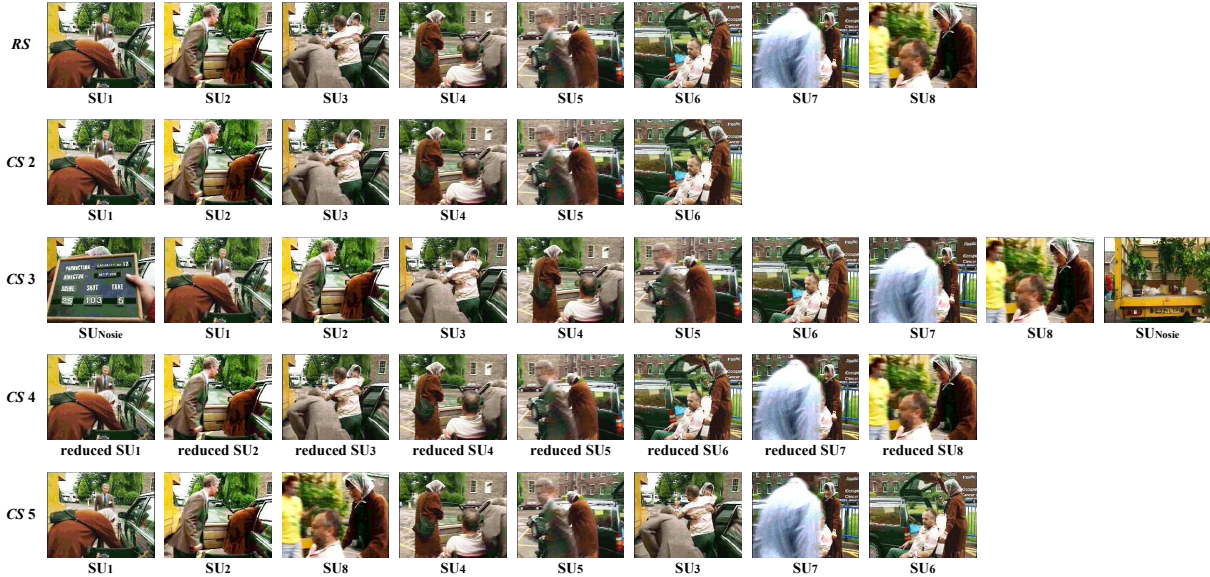 RS
SU1 SU2 SU3 SU4 SU5 SU6 SU7 SU8
CS 2
SU1 SU2 SU3 SU4 SU5 SU6
CS 3
PRODUCTION
DIRECTOR
SHOT TAKE
103 5
SUNosie SU1 SU2 SU3 SU4 SU5 SU6 SU7 SU8 SUNosie
CS 4
reduced SU1 reduced SU2 reduced SU3 reduced SU4 reduced SU5 reduced SU6 reduced SU7 reduced SU8
CS 5
SU1 SU2 SU8 SU4 SU5 SU3 SU7 SU6